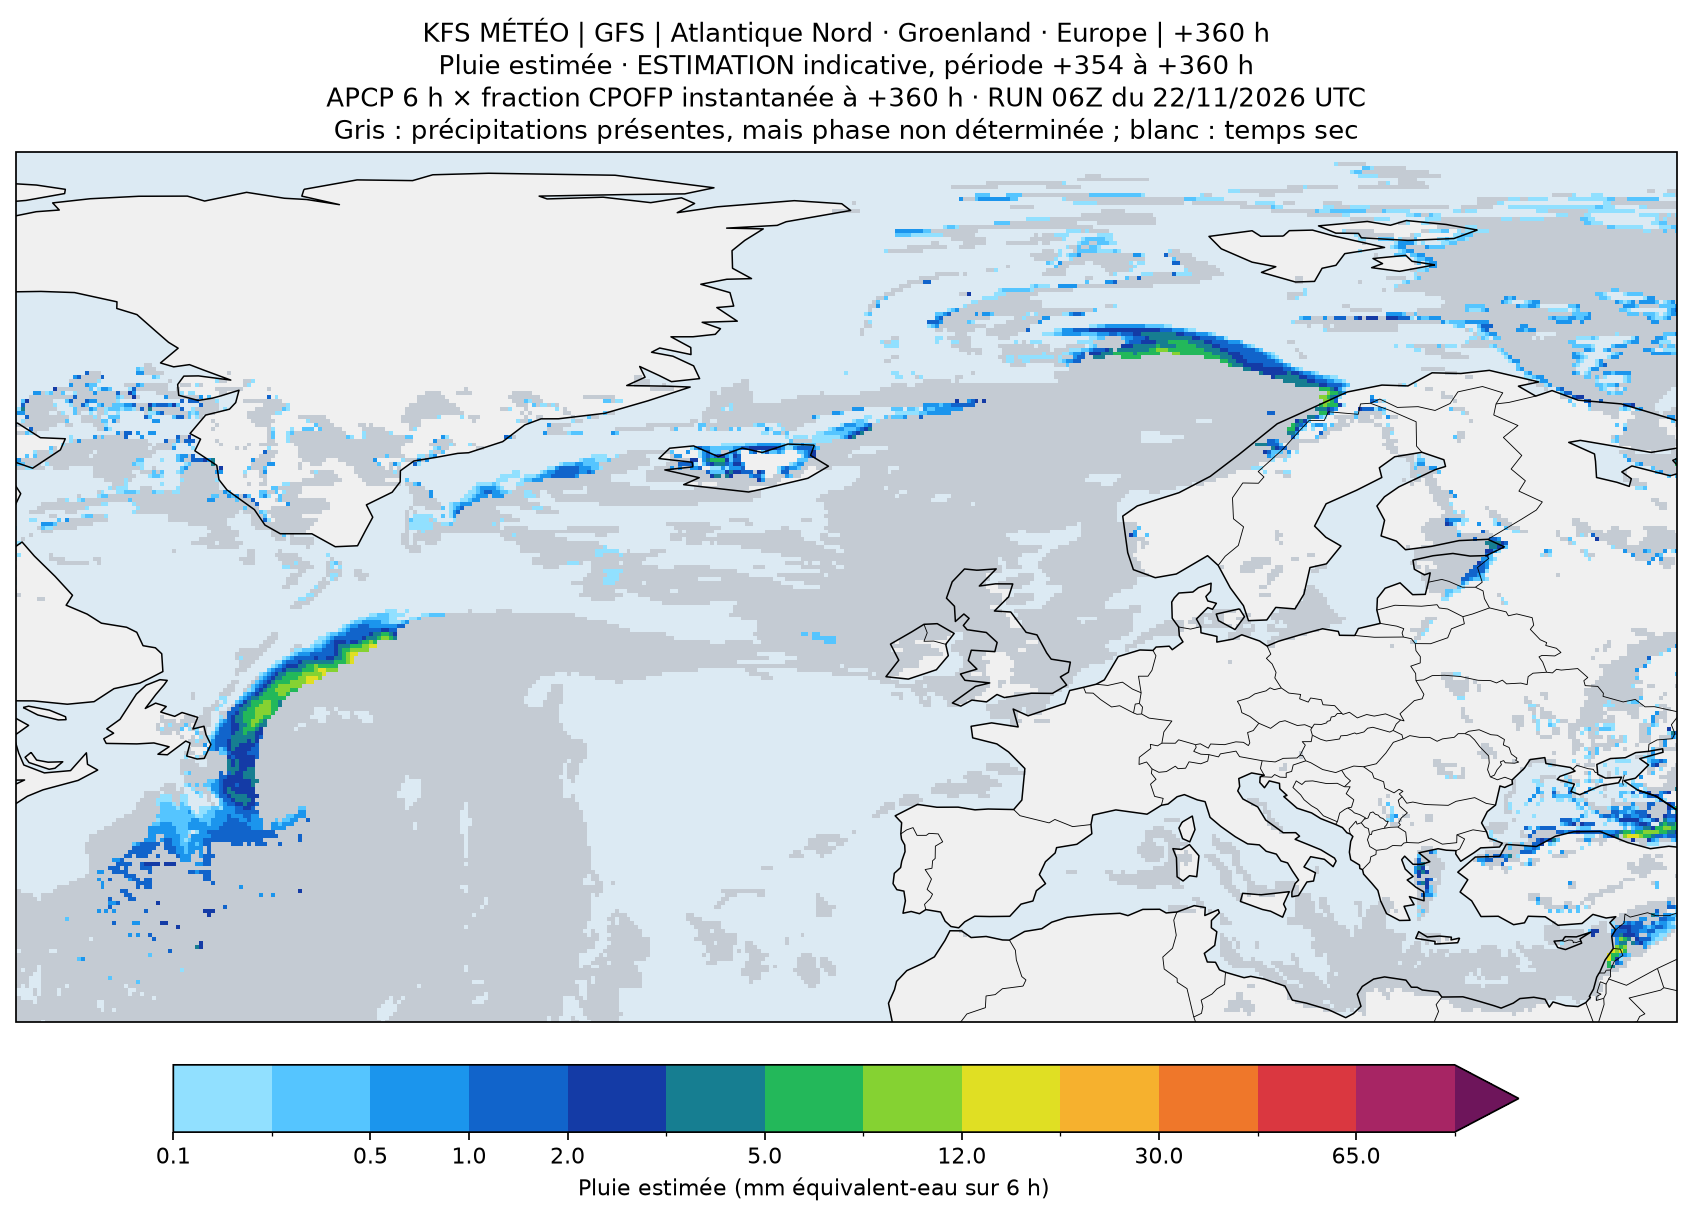 KFS MÉTÉO | GFS | Atlantique Nord · Groenland · Europe | +360 h
Pluie estimée · ESTIMATION indicative, période +354 à +360 h
APCP 6 h × fraction CPOFP instantanée à +360 h · RUN 06Z du 22/11/2026 UTC
Gris : précipitations présentes, mais phase non déterminée ; blanc : temps sec
0.1 0.5 1.0 2.0 5.0 12.0 30.0 65.0
Pluie estimée (mm équivalent-eau sur 6 h)